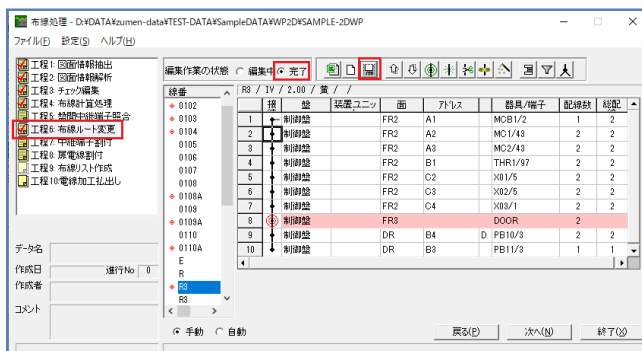 布線処理 - D:¥DATA¥zumen-data¥TEST-DATA¥SampleDATA¥WP2D¥SAMPLE-2DWP
ファイル(F) 設定(S) ヘルプ(H)
工程1: 図面情報抽出
工程2: 図面情報解析
工程3: チェック編集
工程4: 布線計算処理
工程5: 盤間中継端子照合
工程6: 布線ルート変更
工程7: 中継端子割付
工程8: 扉電線割付
工程9: 布線リスト作成
工程10:電線加工払出し
データ名
作成日 進行No 0
作成者
コメント
編集作業の状態 編集中 完了
線番
0102
0103
0104
0105
0106
0107
0108
0108A
0109
0109A
0110
0110A
E
R
R3
R3
手動 自動
R3 / IV / 2.00 / 黄 / /
接 盤 装置ユニッ 面 アドレス 器具/端子 配線数 総配
1 制御盤 FR2 A1 MCB1/2 1 2
2 制御盤 FR2 A2 MC1/43 2 2
3 制御盤 FR2 A3 MC2/43 2 2
4 制御盤 FR2 B1 THR1/97 2 2
5 制御盤 FR2 C2 X01/5 2 2
6 制御盤 FR2 C3 X02/5 2 2
7 制御盤 FR2 C4 X03/1 2 2
8 制御盤 FR3 DOOR 2
9 制御盤 DR B4 D PB10/3 2 2
10 制御盤 DR B3 PB11/3 1 1
戻る(P) 次へ(N) 終了(X)